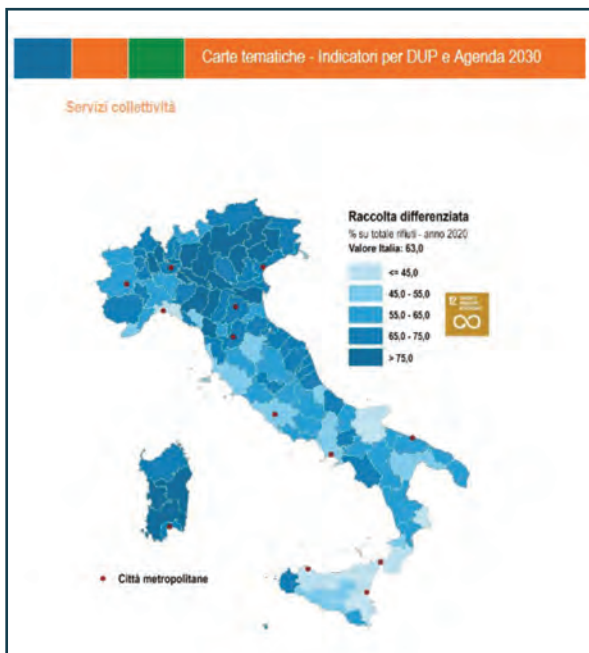 Carte tematiche - Indicatori per DUP e Agenda 2030
Servizi collettività
Raccolta differenziata
% su totale rifiuti - anno 2020
Valore Italia: 63,0
<= 45,0
45,0 - 55,0
55,0 - 65,0
65,0 - 75,0
> 75,0
12
Città metropolitane